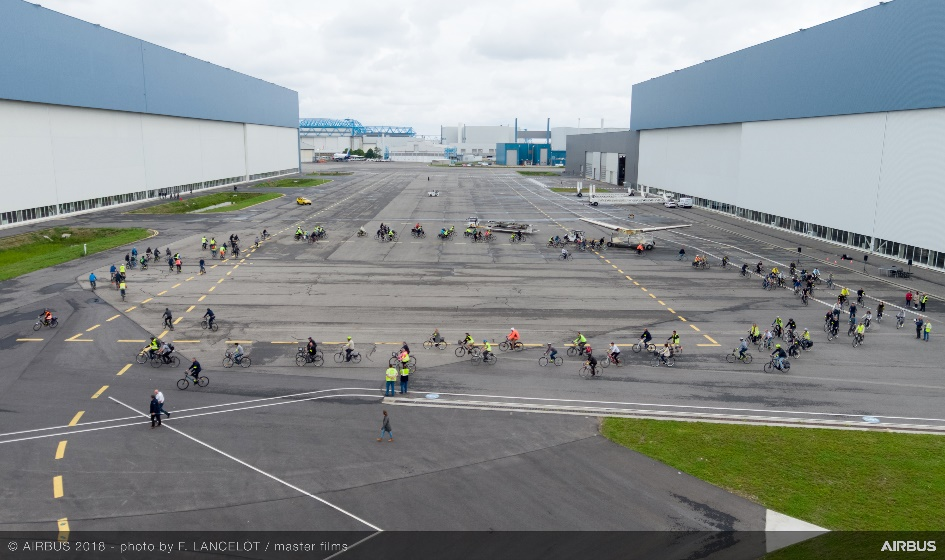 © AIRBUS 2018 - photo by F. LANCELOT / master films
AIRBUS